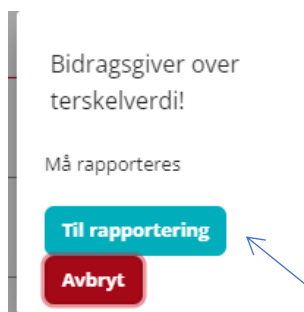 Bidragsgiver over
terskelverdi!
Må rapporteres
Til rapportering
Avbryt